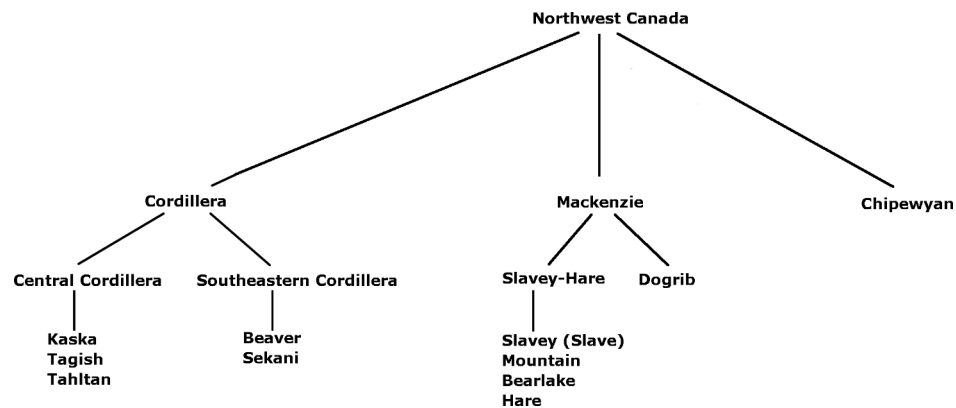 Northwest Canada
Cordillera
Mackenzie
Chipewyan
Central Cordillera
Southeastern Cordillera
Slavey-Hare
Dogrib
Kaska
Tagish
Tahltan
Beaver
Sekani
Slavey (Slave)
Mountain
Bearlake
Hare